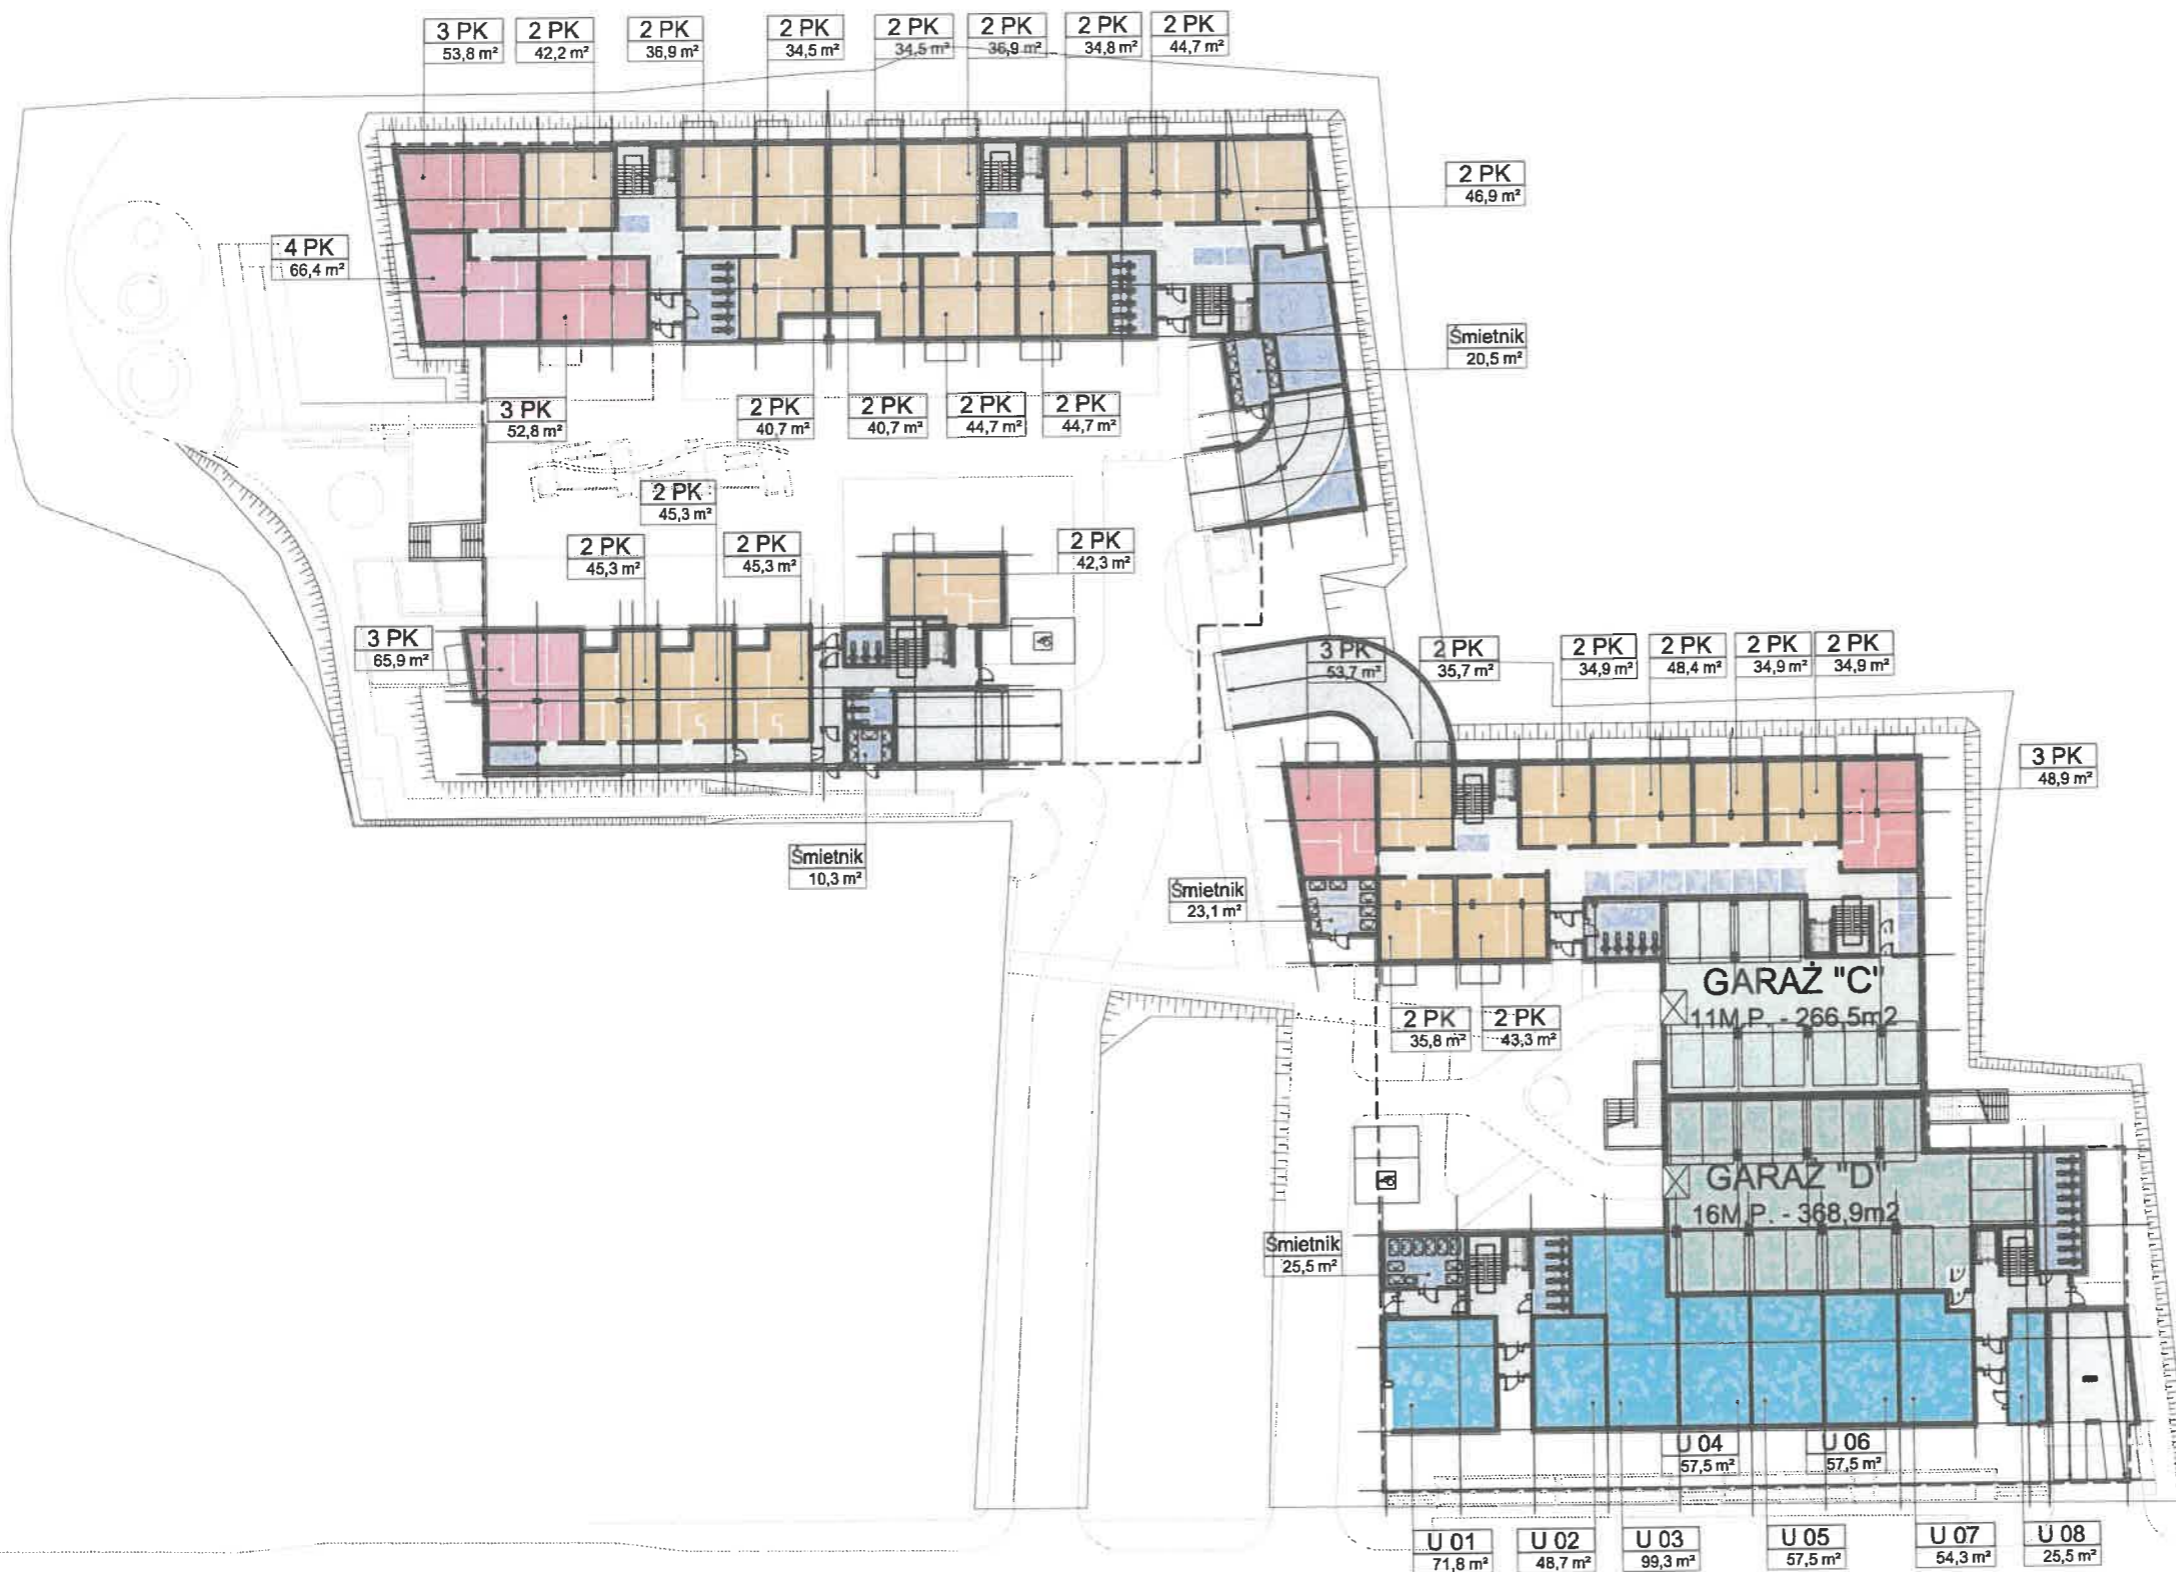 3 PK
53,8 m²
2 PK
42,2 m²
2 PK
36,9 m²
2 PK
34,5 m²
2 PK
34,5 m²
2 PK
36,9 m²
2 PK
34,8 m²
2 PK
44,7 m²
2 PK
46,9 m²
4 PK
66,4 m²
Śmietnik
20,5 m²
3 PK
52,8 m²
2 PK
40,7 m²
2 PK
40,7 m²
2 PK
44,7 m²
2 PK
44,7 m²
2 PK
45,3 m²
2 PK
45,3 m²
2 PK
45,3 m²
2 PK
42,3 m²
3 PK
65,9 m²
3 PK
53,7 m²
2 PK
35,7 m²
2 PK
34,9 m²
2 PK
48,4 m²
2 PK
34,9 m²
2 PK
34,9 m²
3 PK
48,9 m²
Śmietnik
10,3 m²
Śmietnik
23,1 m²
GARAŻ "C"
11M.P. - 266,5m2
2 PK
35,8 m²
2 PK
43,3 m²
GARAŻ "D"
16M.P. - 368,9m2
Śmietnik
25,5 m²
U 04
57,5 m²
U 06
57,5 m²
U 01
71,8 m²
U 02
48,7 m²
U 03
99,3 m²
U 05
57,5 m²
U 07
54,3 m²
U 08
25,5 m²